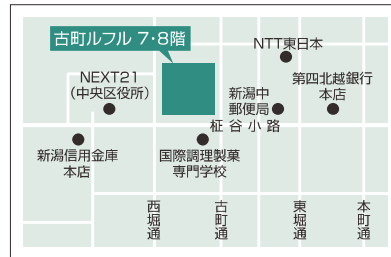 古町ルフル 7・8階
NTT東日本
NEXT21
(中央区役所)
新潟中
郵便局
第四北越銀行
本店
柾谷小路
新潟信用金庫
本店
国際調理製菓
専門学校
西堀通
古町通
東堀通
本町通